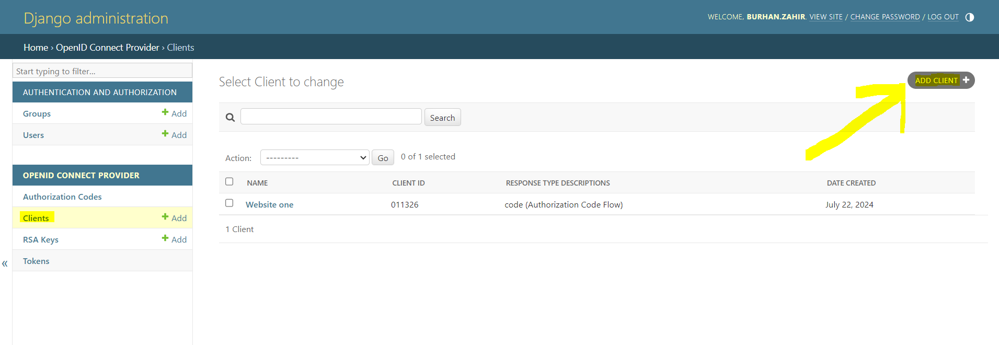 Django administration
WELCOME, BURHAN.ZAHIR. VIEW SITE / CHANGE PASSWORD / LOG OUT
Home › OpenID Connect Provider › Clients
Start typing to filter...
AUTHENTICATION AND AUTHORIZATION
Groups + Add
Users + Add
OPENID CONNECT PROVIDER
Authorization Codes
Clients + Add
RSA Keys + Add
Tokens
«
Select Client to change
ADD CLIENT +
Search
Action: --------- Go 0 of 1 selected
NAME CLIENT ID RESPONSE TYPE DESCRIPTIONS DATE CREATED
Website one 011326 code (Authorization Code Flow) July 22, 2024
1 Client